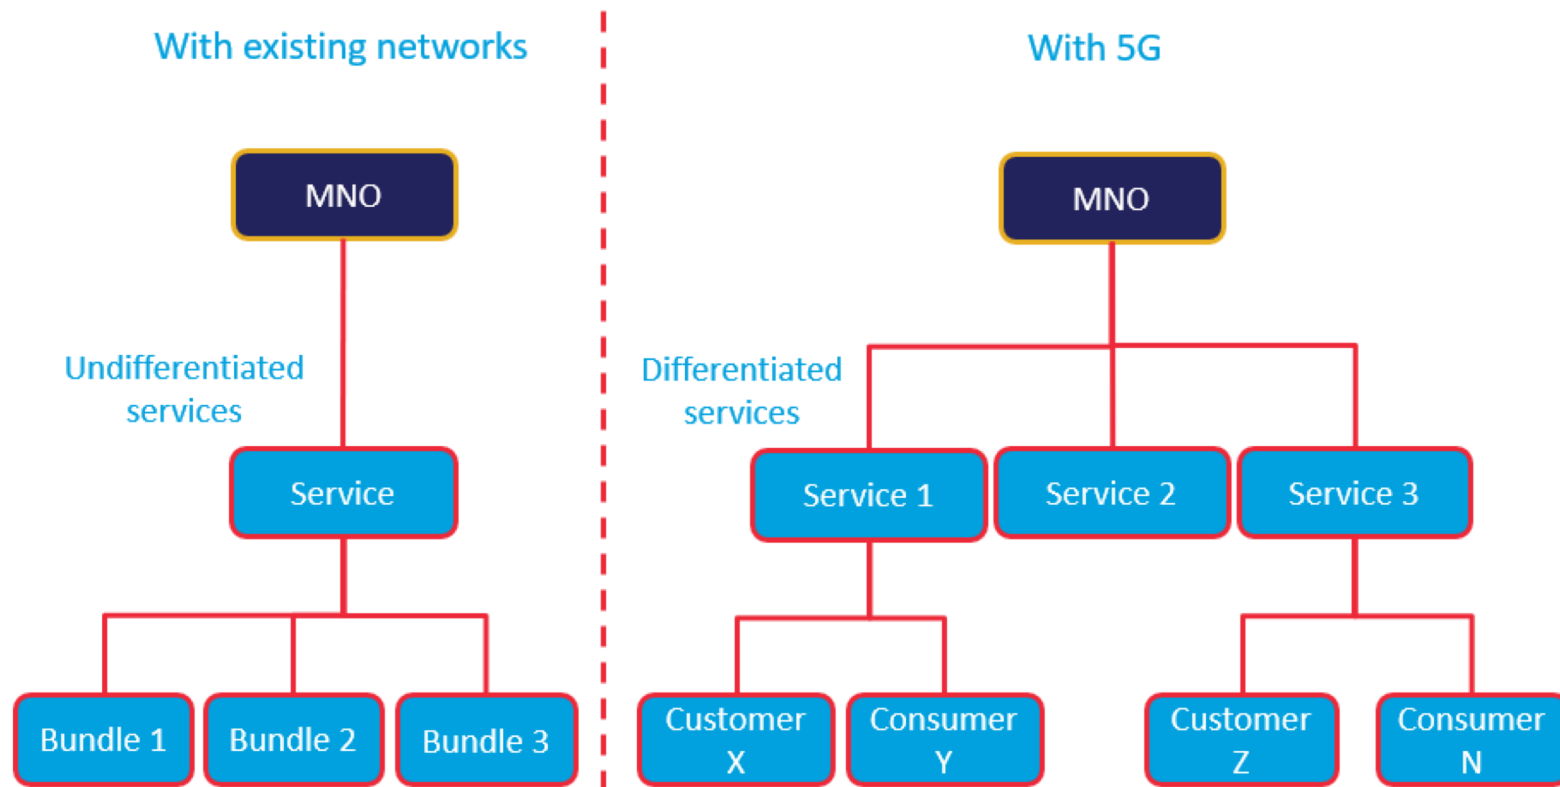 With existing networks
MNO
Undifferentiated
services
Service
Bundle 1
Bundle 2
Bundle 3
With 5G
MNO
Differentiated
services
Service 1
Service 2
Service 3
Customer
X
Consumer
Y
Customer
Z
Consumer
N